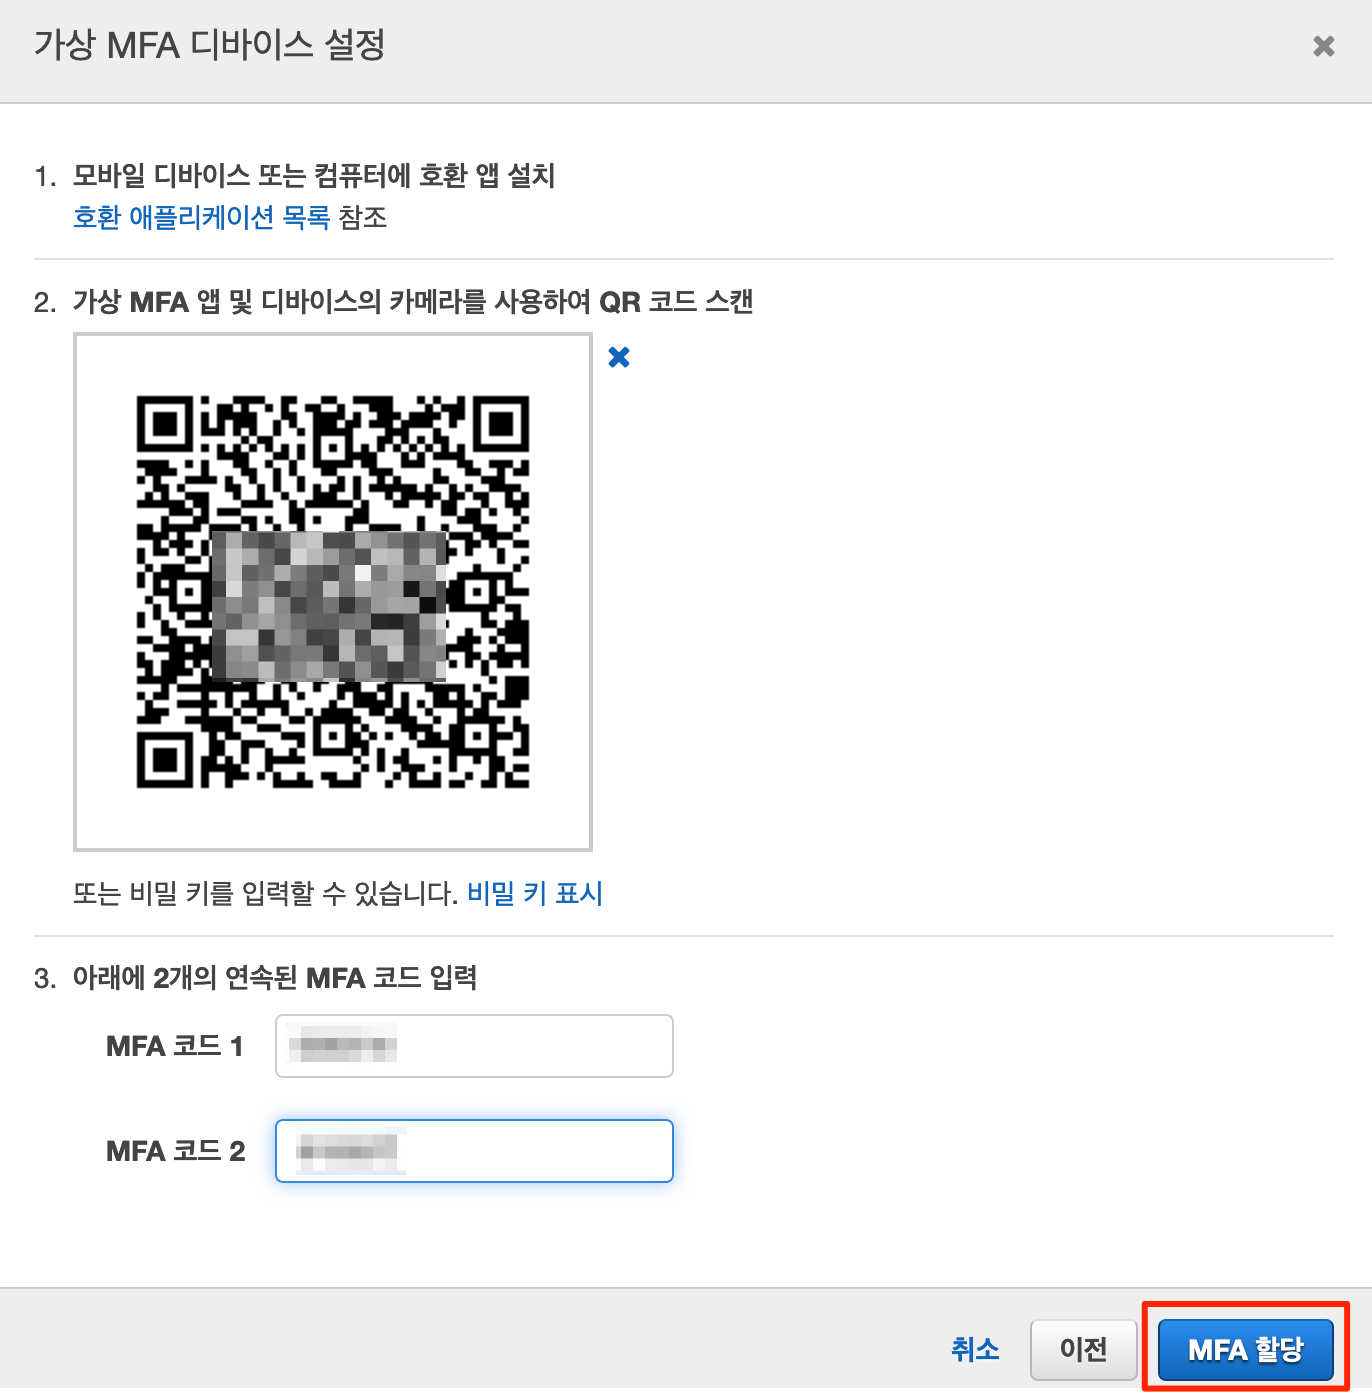 가상 MFA 디바이스 설정
1. 모바일 디바이스 또는 컴퓨터에 호환 앱 설치
호환 애플리케이션 목록 참조
2. 가상 MFA 앱 및 디바이스의 카메라를 사용하여 QR 코드 스캔
또는 비밀 키를 입력할 수 있습니다. 비밀 키 표시
3. 아래에 2개의 연속된 MFA 코드 입력
MFA 코드 1
MFA 코드 2
취소 이전 MFA 할당